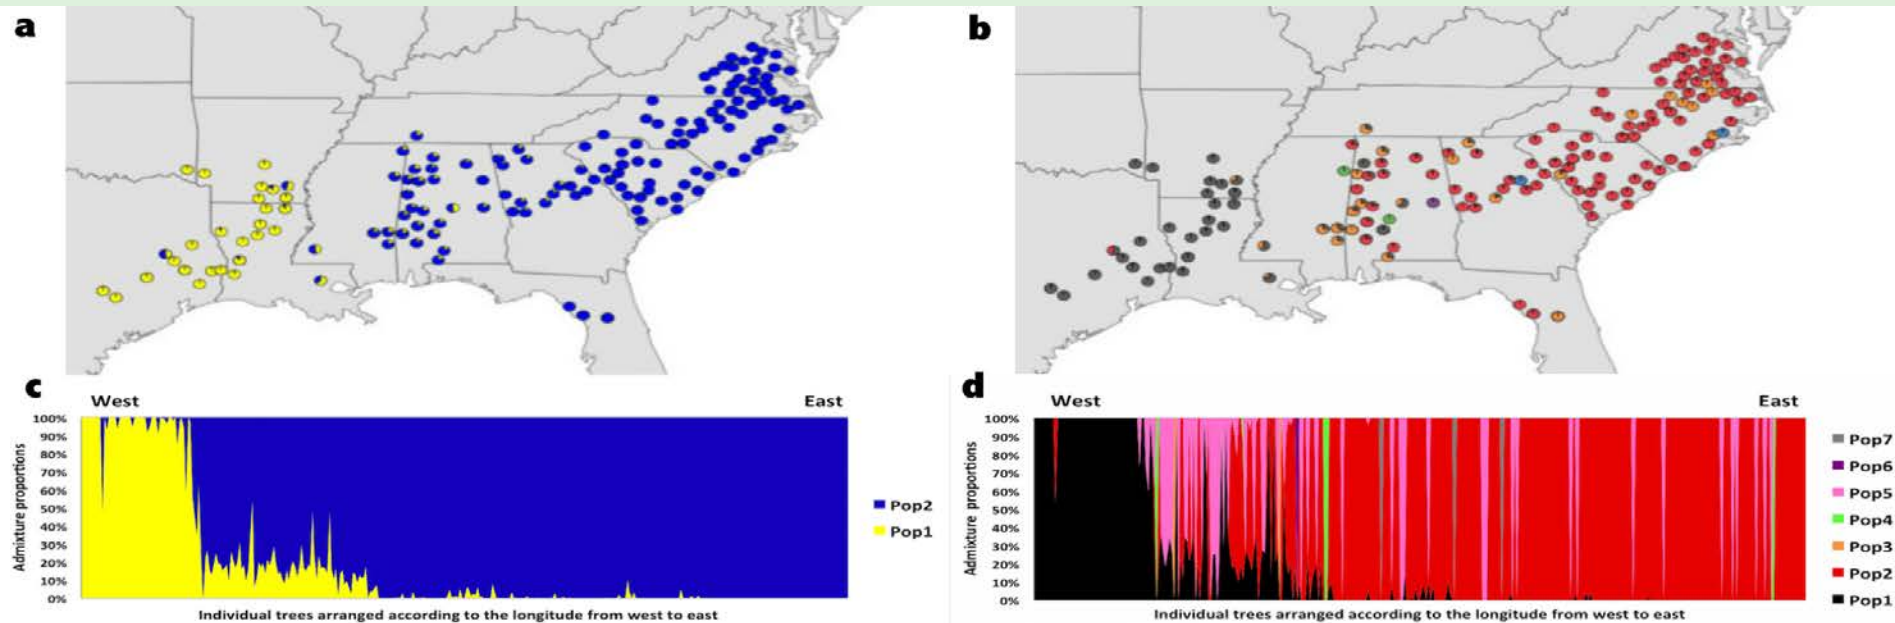 a
b
c
West East
100%
90%
80%
70%
60%
50%
40%
30%
20%
10%
0%
Admixture proportions
Individual trees arranged according to the longitude from west to east
Pop2
Pop1
d
West East
100%
90%
80%
70%
60%
50%
40%
30%
20%
10%
0%
Admixture proportions
Individual trees arranged according to the longitude from west to east
Pop7
Pop6
Pop5
Pop4
Pop3
Pop2
Pop1